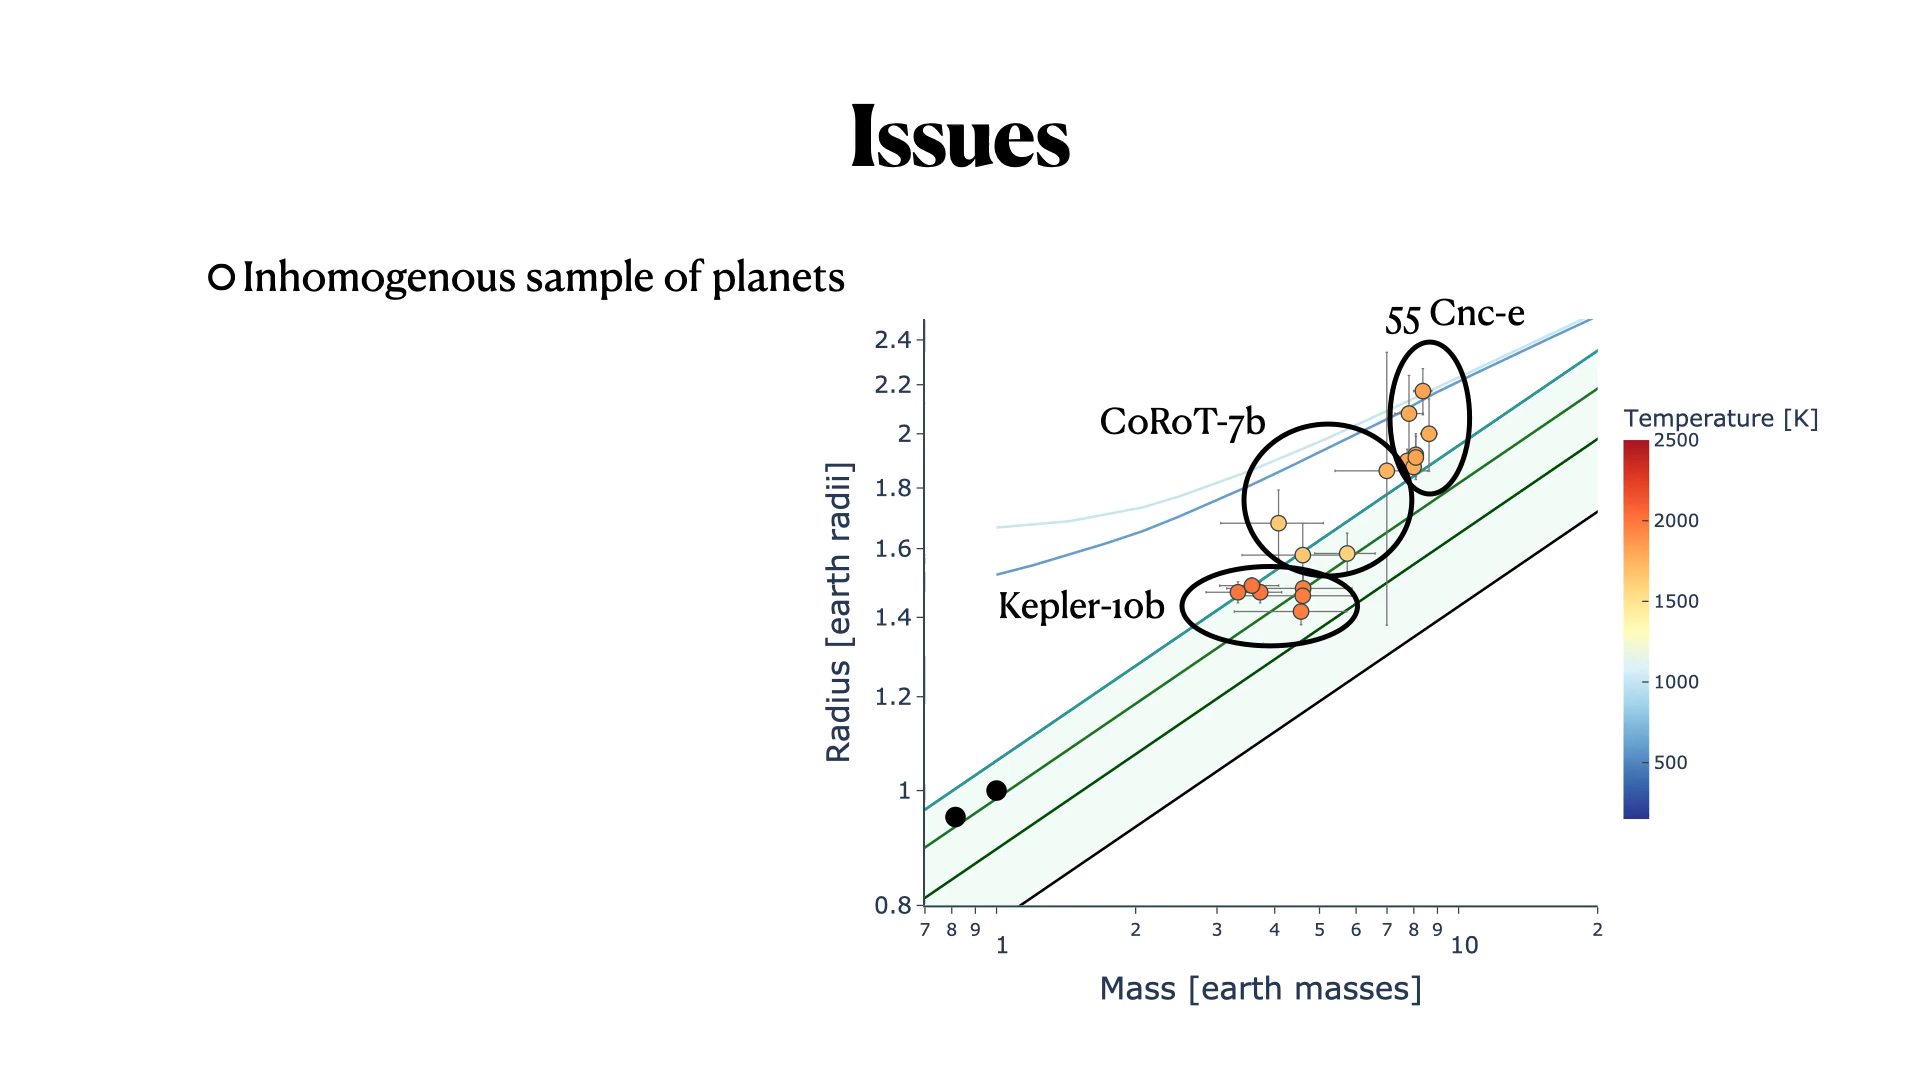 Issues
Inhomogenous sample of planets
55 Cnc-e
CoRoT-7b
Kepler-10b
Radius [earth radii]
2.4
2.2
2
1.8
1.6
1.4
1.2
1
0.8
7 8 9 1 2 3 4 5 6 7 8 9 10 2
Mass [earth masses]
Temperature [K]
2500
2000
1500
1000
500